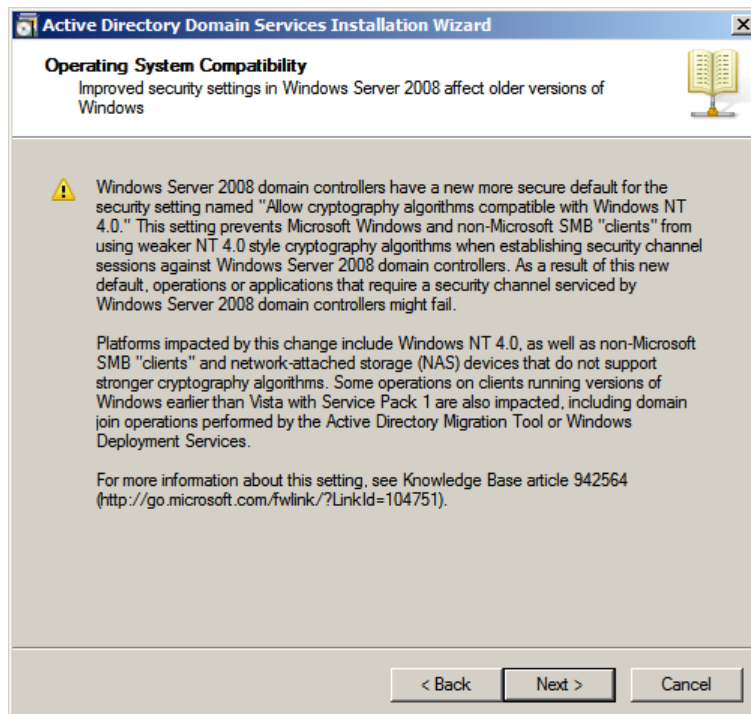 Active Directory Domain Services Installation Wizard
Operating System Compatibility
Improved security settings in Windows Server 2008 affect older versions of
Windows
Windows Server 2008 domain controllers have a new more secure default for the
security setting named "Allow cryptography algorithms compatible with Windows NT
4.0." This setting prevents Microsoft Windows and non-Microsoft SMB "clients" from
using weaker NT 4.0 style cryptography algorithms when establishing security channel
sessions against Windows Server 2008 domain controllers. As a result of this new
default, operations or applications that require a security channel serviced by
Windows Server 2008 domain controllers might fail.
Platforms impacted by this change include Windows NT 4.0, as well as non-Microsoft
SMB "clients" and network-attached storage (NAS) devices that do not support
stronger cryptography algorithms. Some operations on clients running versions of
Windows earlier than Vista with Service Pack 1 are also impacted, including domain
join operations performed by the Active Directory Migration Tool or Windows
Deployment Services.
For more information about this setting, see Knowledge Base article 942564
(http://go.microsoft.com/fwlink/?LinkId=104751).
< Back Next > Cancel